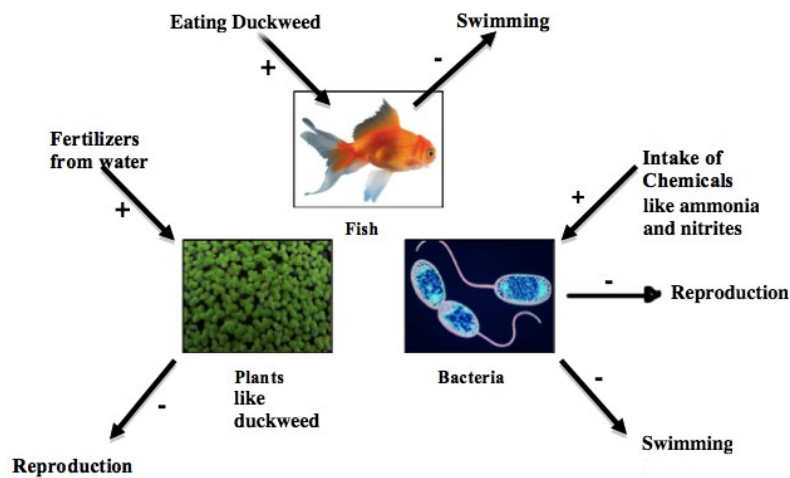 Eating Duckweed
Swimming
+
-
Fertilizers
from water
+
Fish
Intake of
Chemicals
like ammonia
and nitrites
+
-
Reproduction
Plants
like
duckweed
Bacteria
-
-
Reproduction
Swimming